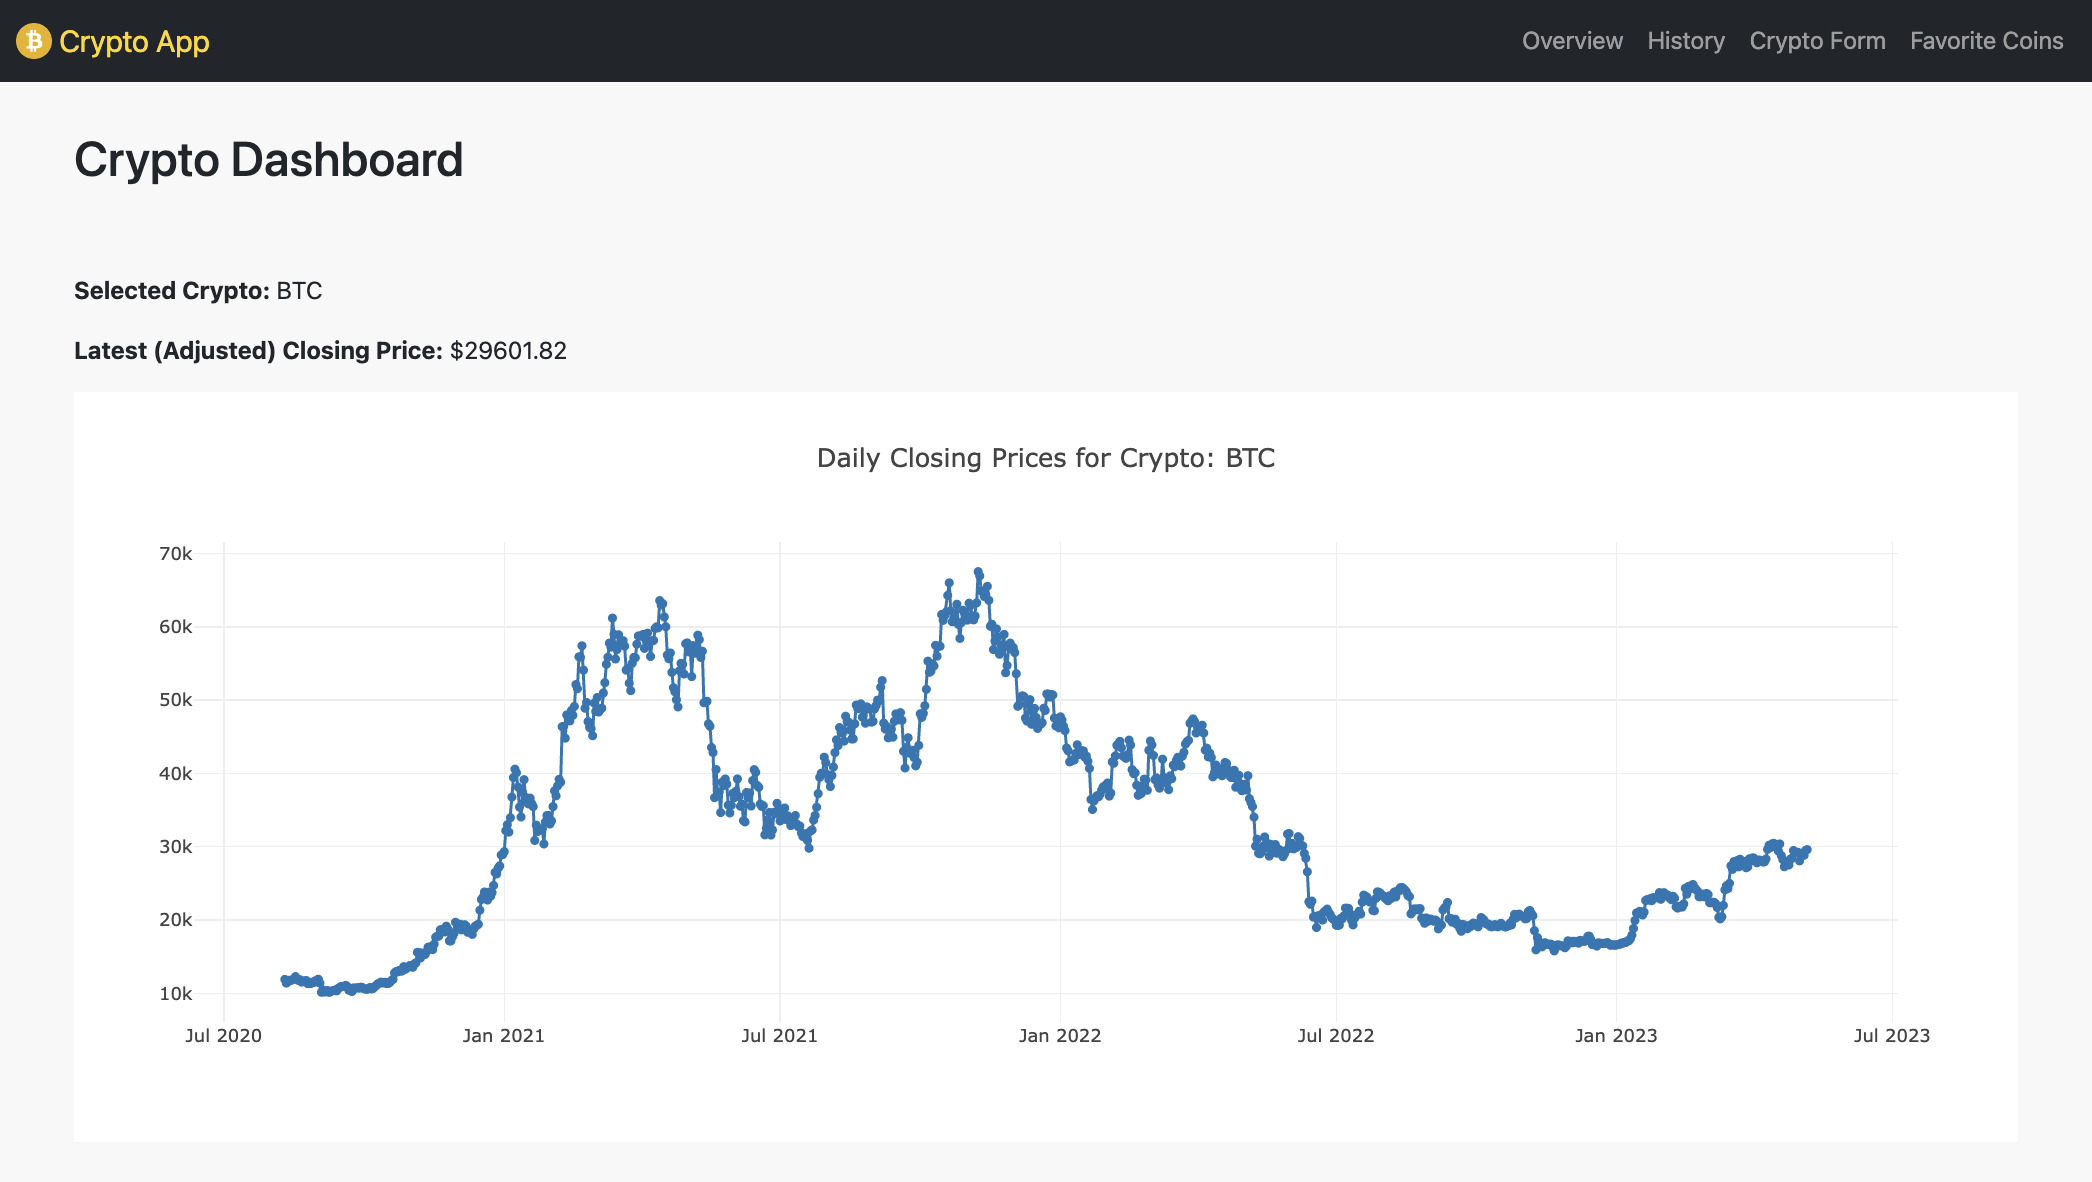 Crypto App
Overview History Crypto Form Favorite Coins
Crypto Dashboard
Selected Crypto: BTC
Latest (Adjusted) Closing Price: $29601.82
Daily Closing Prices for Crypto: BTC
70k
60k
50k
40k
30k
20k
10k
Jul 2020 Jan 2021 Jul 2021 Jan 2022 Jul 2022 Jan 2023 Jul 2023